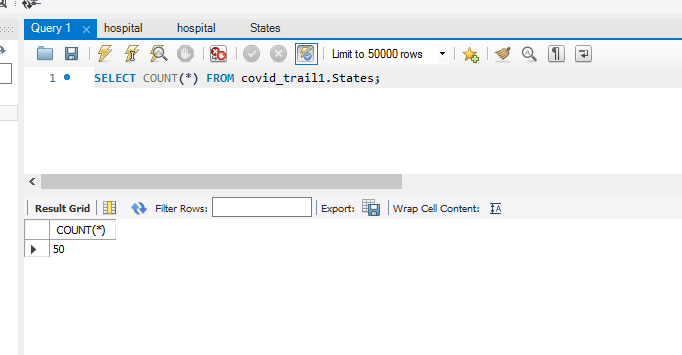 Query 1 hospital hospital States
Limit to 50000 rows
1 SELECT COUNT(*) FROM covid_trail1.States;
Result Grid Filter Rows: Export: Wrap Cell Content:
COUNT(*)
50